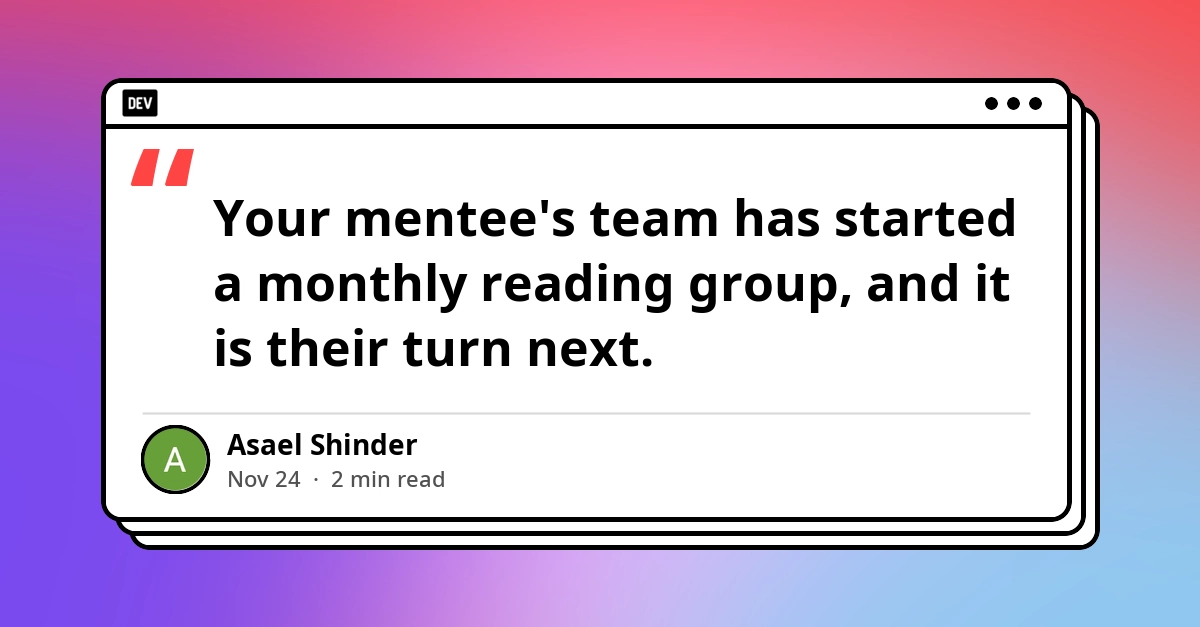 DEV
Your mentee's team has started
a monthly reading group, and it
is their turn next.
A
Asael Shinder
Nov 24 · 2 min read